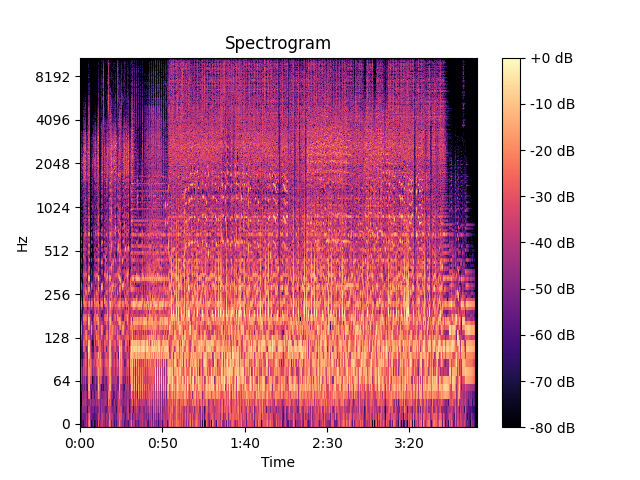 Spectrogram
8192
4096
2048
1024
512
256
128
64
0
Hz
0:00 0:50 1:40 2:30 3:20
Time
+0 dB
-10 dB
-20 dB
-30 dB
-40 dB
-50 dB
-60 dB
-70 dB
-80 dB